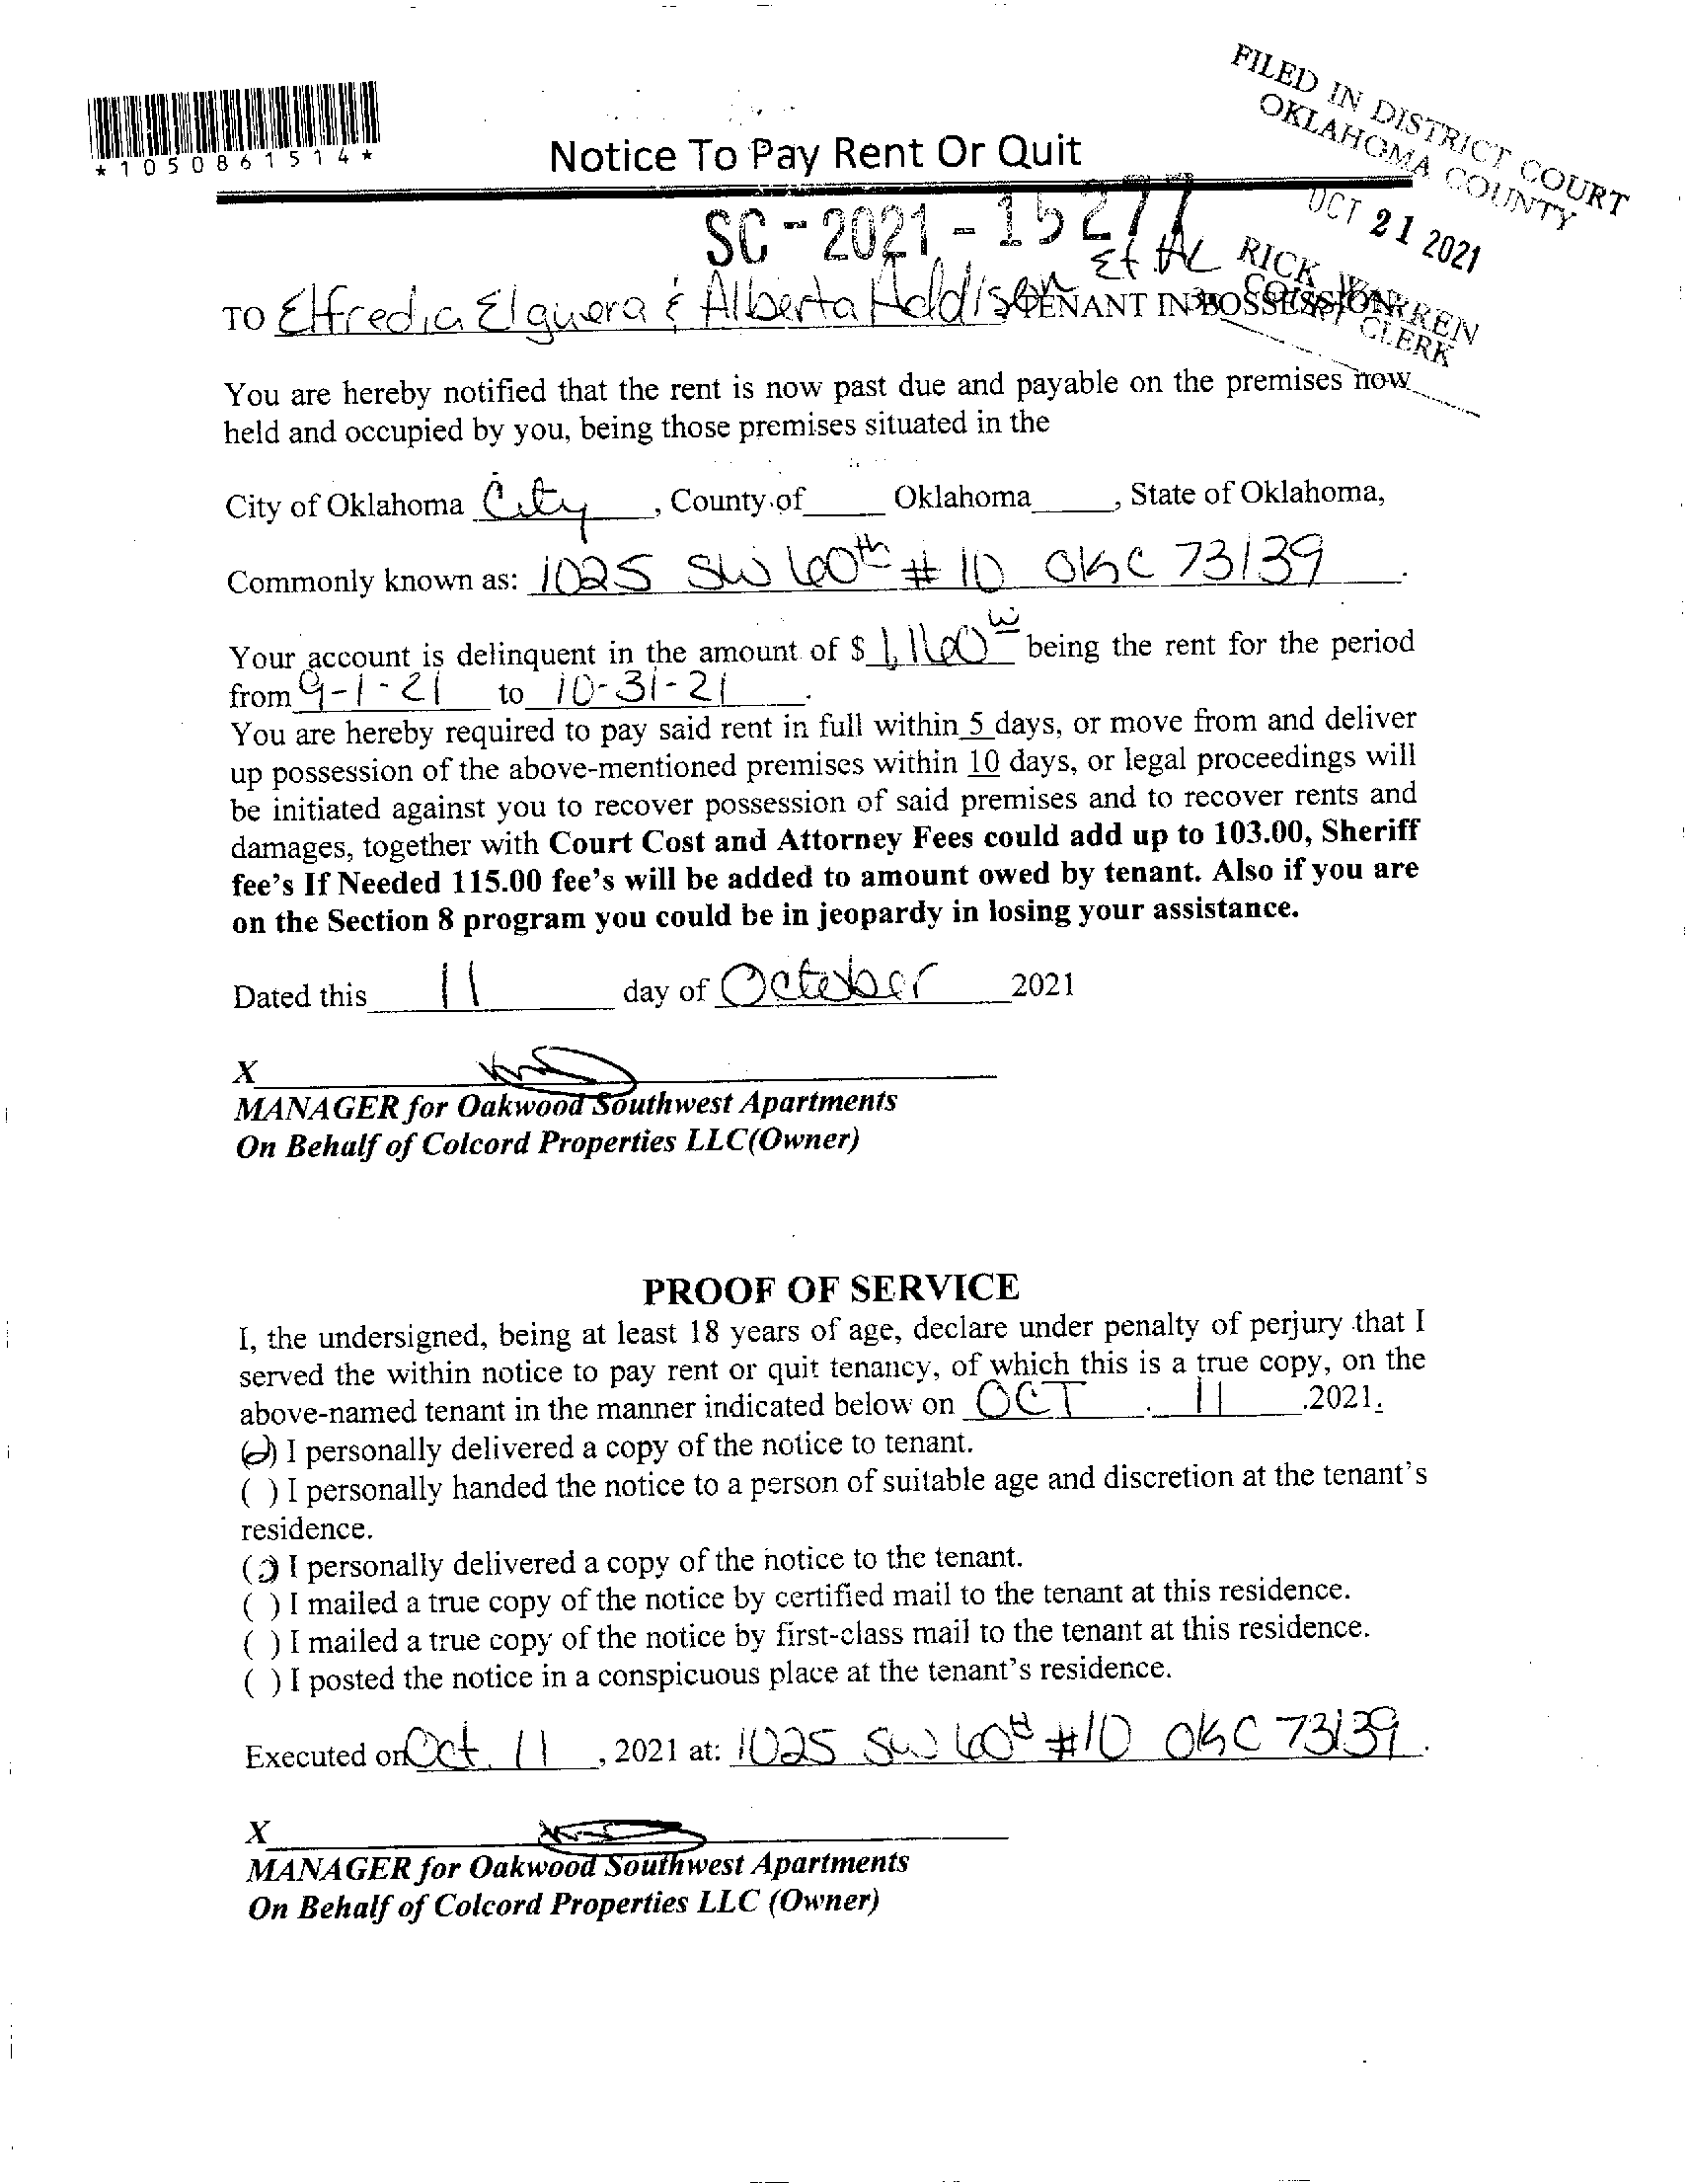 FILED IN DISTRICT COURT
OKLAHOMA COUNTY
OCT 21 2021
RICK WARREN
COURT CLERK
*1050861514*
Notice To Pay Rent Or Quit
SC-2021-15277
TO Elfredia Elguera & Alberta Addison Et AL TENANT IN POSSESSION
You are hereby notified that the rent is now past due and payable on the premises now
held and occupied by you, being those premises situated in the
City of Oklahoma City, County of Oklahoma, State of Oklahoma,
Commonly known as: 1025 SW 60th #10 OKC 73139.
Your account is delinquent in the amount of $ 1,160 being the rent for the period
from 9-1-21 to 10-31-21.
You are hereby required to pay said rent in full within 5 days, or move from and deliver
up possession of the above-mentioned premises within 10 days, or legal proceedings will
be initiated against you to recover possession of said premises and to recover rents and
damages, together with Court Cost and Attorney Fees could add up to 103.00, Sheriff
fee's If Needed 115.00 fee's will be added to amount owed by tenant. Also if you are
on the Section 8 program you could be in jeopardy in losing your assistance.
Dated this 11 day of October 2021
X
MANAGER for Oakwood Southwest Apartments
On Behalf of Colcord Properties LLC(Owner)
PROOF OF SERVICE
I, the undersigned, being at least 18 years of age, declare under penalty of perjury that I
served the within notice to pay rent or quit tenancy, of which this is a true copy, on the
above-named tenant in the manner indicated below on OCT . 11 .2021.
( ) I personally delivered a copy of the notice to tenant.
( ) I personally handed the notice to a person of suitable age and discretion at the tenant's
residence.
( ) I personally delivered a copy of the notice to the tenant.
( ) I mailed a true copy of the notice by certified mail to the tenant at this residence.
( ) I mailed a true copy of the notice by first-class mail to the tenant at this residence.
( ) I posted the notice in a conspicuous place at the tenant's residence.
Executed on Oct. 11, 2021 at: 1025 SW 60th #10 OKC 73139.
X
MANAGER for Oakwood Southwest Apartments
On Behalf of Colcord Properties LLC (Owner)